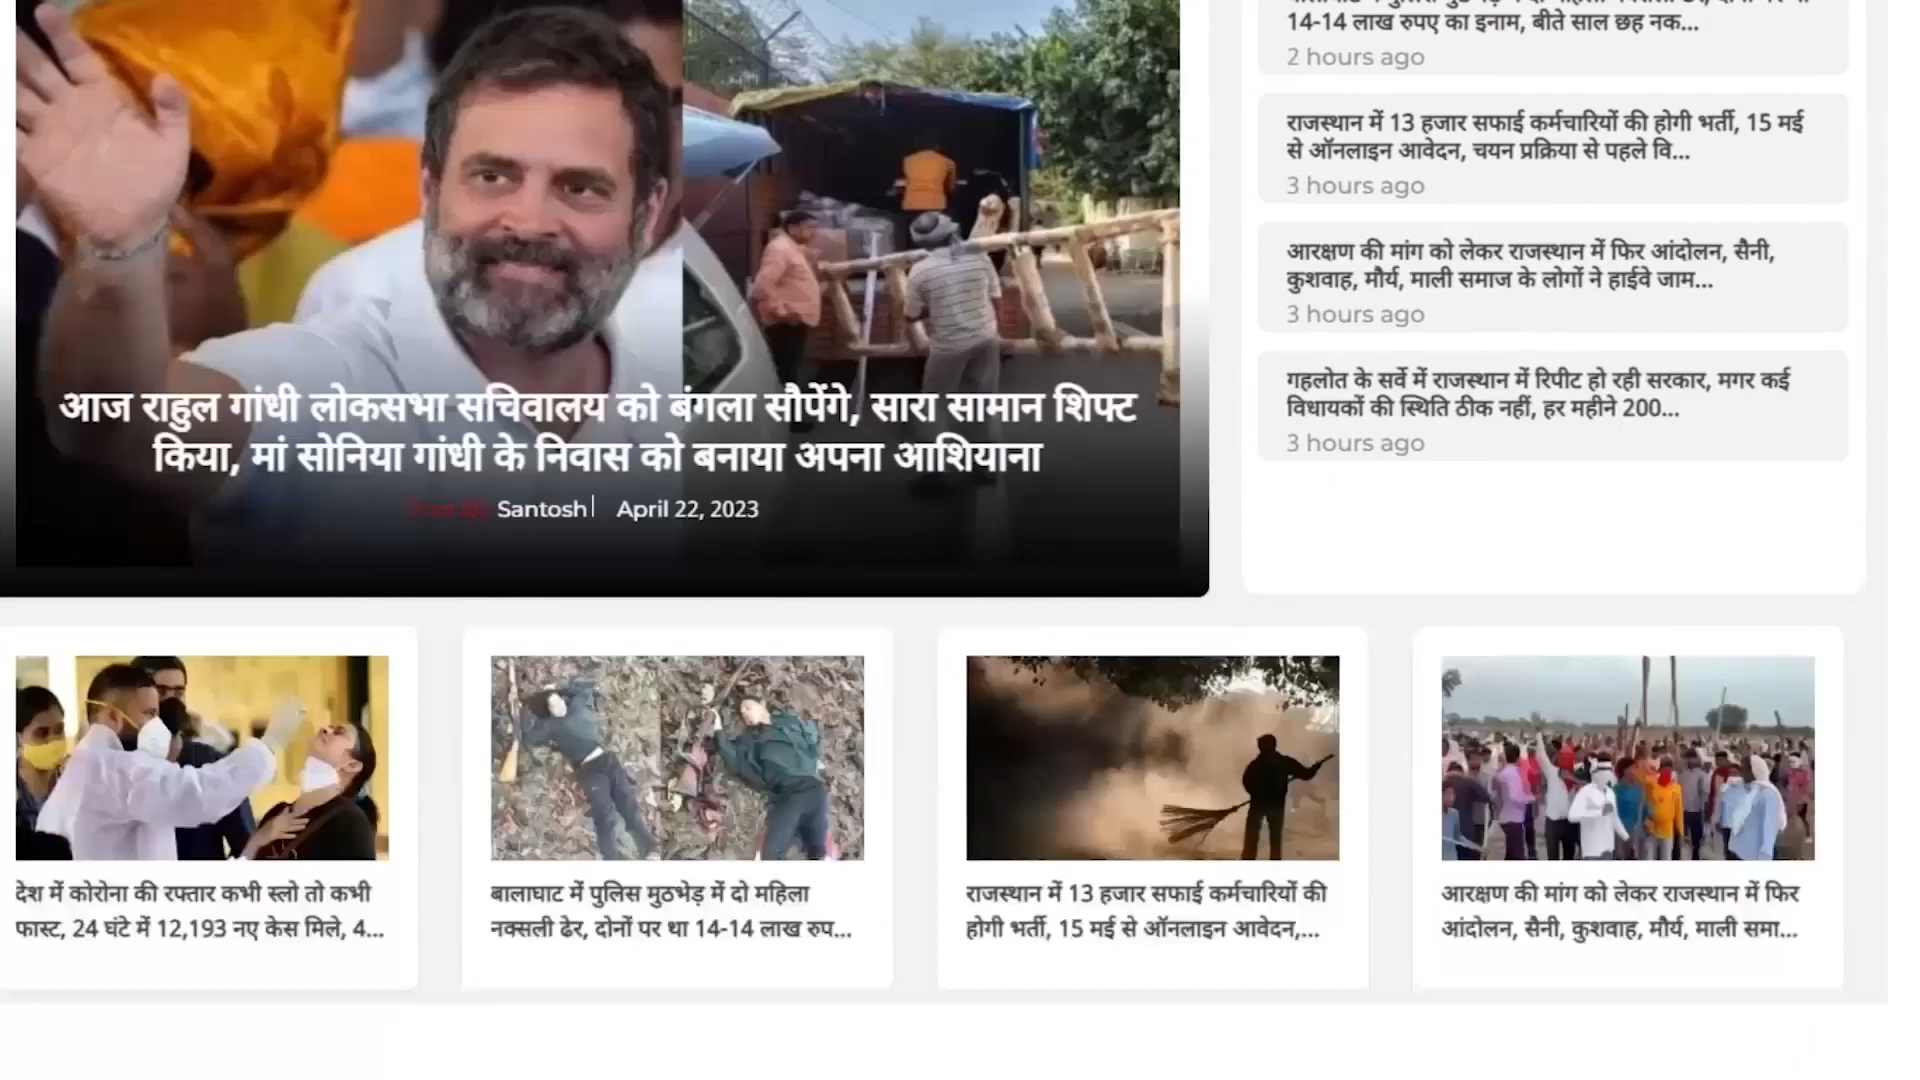 आज राहुल गांधी लोकसभा सचिवालय को बंगला सौपेंगे, सारा सामान शिफ्ट
किया, मां सोनिया गांधी के निवास को बनाया अपना आशियाना
Santosh | April 22, 2023
14-14 लाख रुपए का इनाम, बीते साल छह नक...
2 hours ago
राजस्थान में 13 हजार सफाई कर्मचारियों की होगी भर्ती, 15 मई
से ऑनलाइन आवेदन, चयन प्रक्रिया से पहले वि...
3 hours ago
आरक्षण की मांग को लेकर राजस्थान में फिर आंदोलन, सैनी,
कुशवाह, मौर्य, माली समाज के लोगों ने हाईवे जाम...
3 hours ago
गहलोत के सर्वे में राजस्थान में रिपीट हो रही सरकार, मगर कई
विधायकों की स्थिति ठीक नहीं, हर महीने 200...
3 hours ago
देश में कोरोना की रफ्तार कभी स्लो तो कभी
फास्ट, 24 घंटे में 12,193 नए केस मिले, 4...
बालाघाट में पुलिस मुठभेड़ में दो महिला
नक्सली ढेर, दोनों पर था 14-14 लाख रुप...
राजस्थान में 13 हजार सफाई कर्मचारियों की
होगी भर्ती, 15 मई से ऑनलाइन आवेदन,...
आरक्षण की मांग को लेकर राजस्थान में फिर
आंदोलन, सैनी, कुशवाह, मौर्य, माली समा...